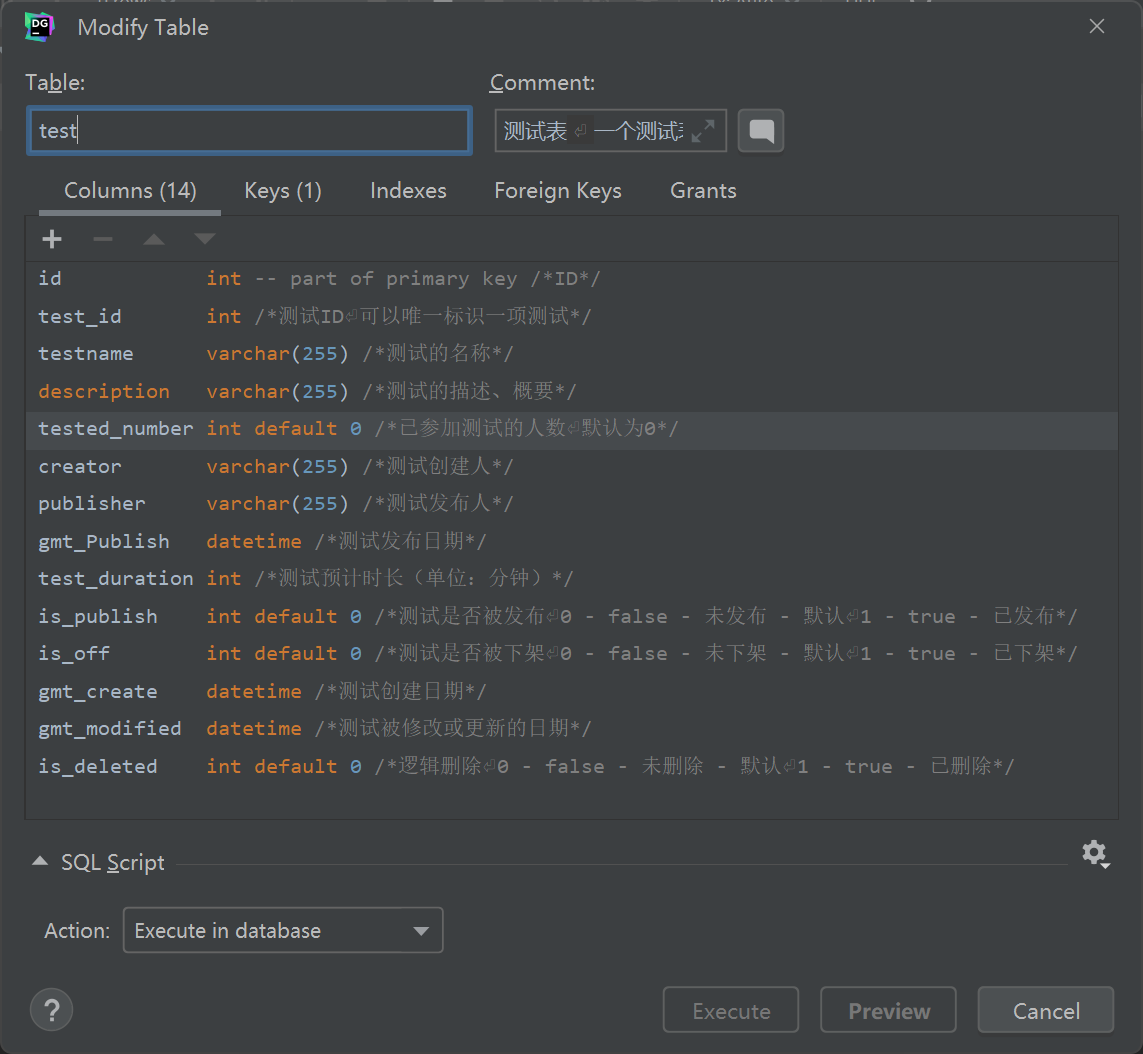 DG Modify Table
Table: Comment:
test 测试表⏎一个测试
Columns (14) Keys (1) Indexes Foreign Keys Grants
id int -- part of primary key /*ID*/
test_id int /*测试ID⏎可以唯一标识一项测试*/
testname varchar(255) /*测试的名称*/
description varchar(255) /*测试的描述、概要*/
tested_number int default 0 /*已参加测试的人数⏎默认为0*/
creator varchar(255) /*测试创建人*/
publisher varchar(255) /*测试发布人*/
gmt_Publish datetime /*测试发布日期*/
test_duration int /*测试预计时长（单位：分钟）*/
is_publish int default 0 /*测试是否被发布⏎0 - false - 未发布 - 默认⏎1 - true - 已发布*/
is_off int default 0 /*测试是否被下架⏎0 - false - 未下架 - 默认⏎1 - true - 已下架*/
gmt_create datetime /*测试创建日期*/
gmt_modified datetime /*测试被修改或更新的日期*/
is_deleted int default 0 /*逻辑删除⏎0 - false - 未删除 - 默认⏎1 - true - 已删除*/
SQL Script
Action: Execute in database
? Execute Preview Cancel